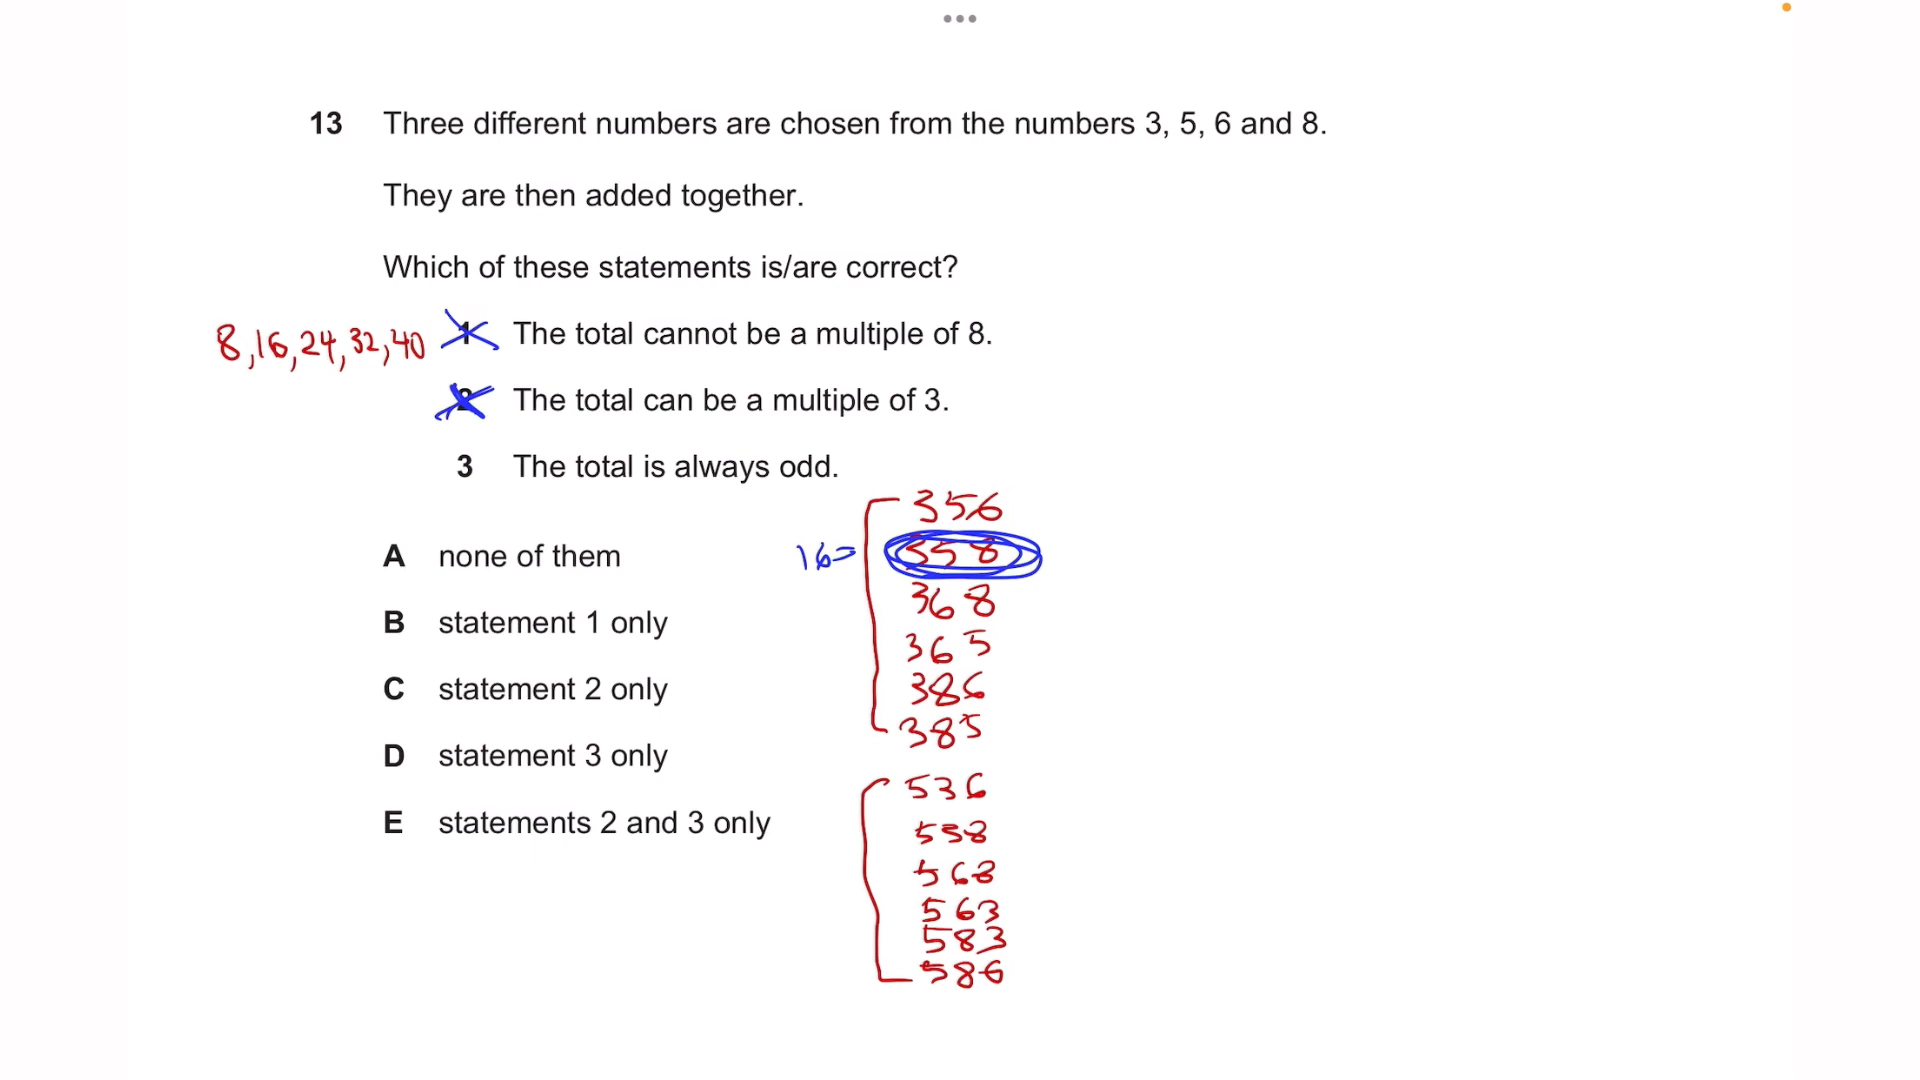 13 Three different numbers are chosen from the numbers 3, 5, 6 and 8.
They are then added together.
Which of these statements is/are correct?
8,16,24,32,40 1 The total cannot be a multiple of 8.
2 The total can be a multiple of 3.
3 The total is always odd.
356
A none of them
16= 358
368
B statement 1 only
365
C statement 2 only
386
385
D statement 3 only
536
E statements 2 and 3 only
538
568
563
583
586